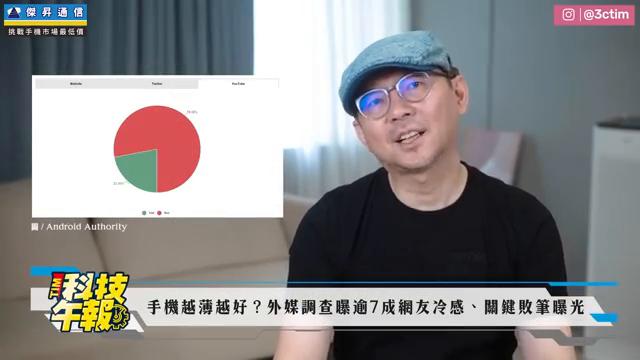 傑昇通信
挑戰手機市場最低價
@3ctim
Website
Twitter
YouTube
圖 / Android Authority
TIM
科技
午報
手機越薄越好？外媒調查曝逾7成網友冷感、關鍵敗筆曝光